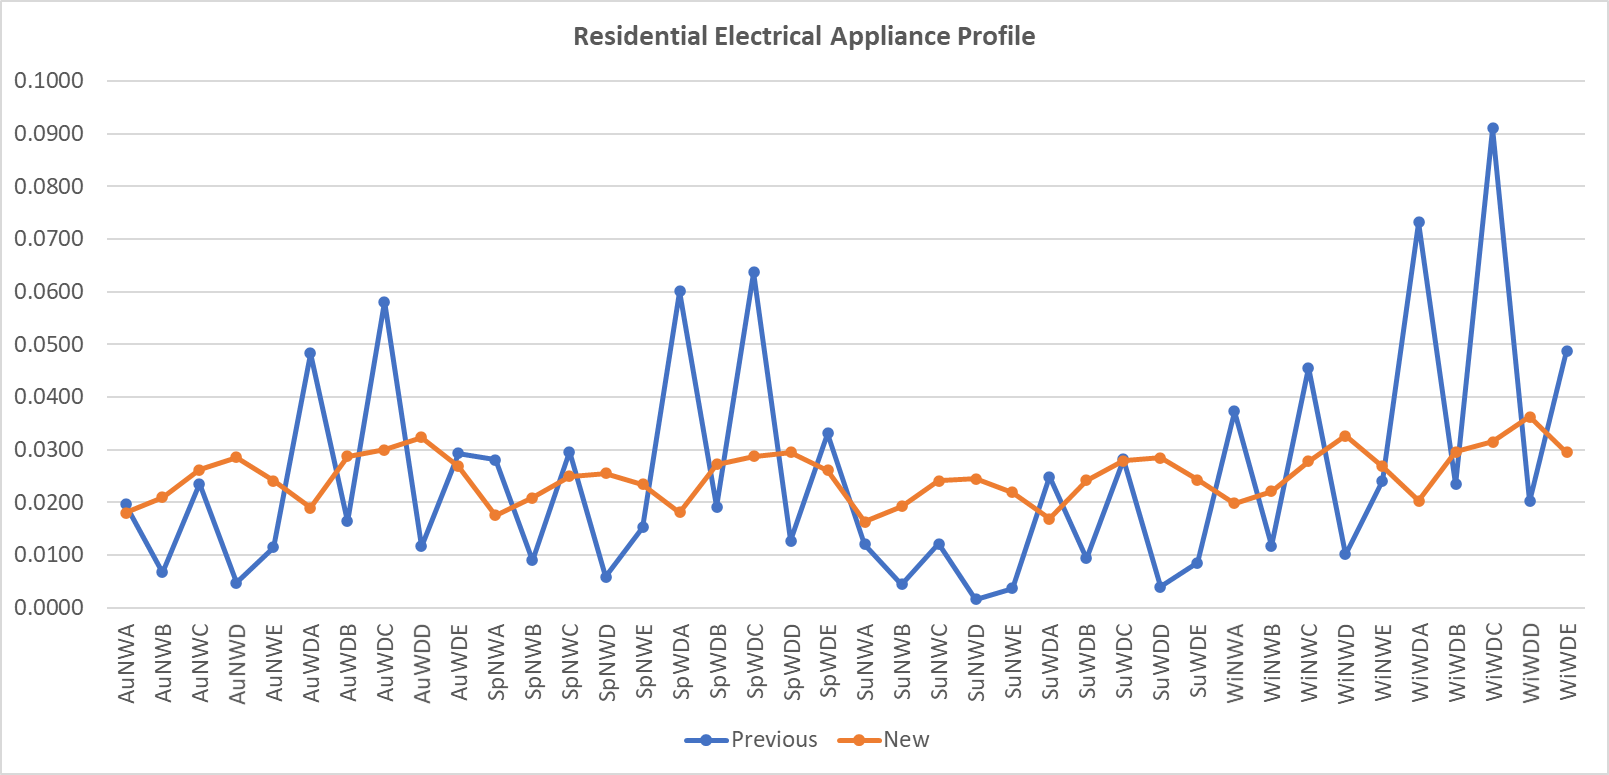 Residential Electrical Appliance Profile
0.1000
0.0900
0.0800
0.0700
0.0600
0.0500
0.0400
0.0300
0.0200
0.0100
0.0000
AuNWA
AuNWB
AuNWC
AuNWD
AuNWE
AuWDA
AuWDB
AuWDC
AuWDD
AuWDE
SpNWA
SpNWB
SpNWC
SpNWD
SpNWE
SpWDA
SpWDB
SpWDC
SpWDD
SpWDE
SuNWA
SuNWB
SuNWC
SuNWD
SuNWE
SuWDA
SuWDB
SuWDC
SuWDD
SuWDE
WiNWA
WiNWB
WiNWC
WiNWD
WiNWE
WiWDA
WiWDB
WiWDC
WiWDD
WiWDE
Previous New